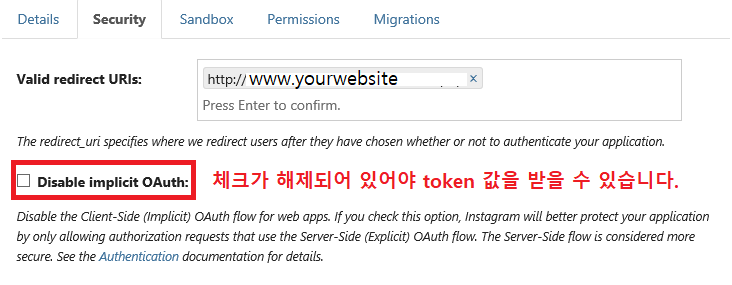 Details Security Sandbox Permissions Migrations
Valid redirect URIs: http:// www.yourwebsite ×
Press Enter to confirm.
The redirect_uri specifies where we redirect users after they have chosen whether or not to authenticate your application.
Disable implicit OAuth: 체크가 해제되어 있어야 token 값을 받을 수 있습니다.
Disable the Client-Side (Implicit) OAuth flow for web apps. If you check this option, Instagram will better protect your application
by only allowing authorization requests that use the Server-Side (Explicit) OAuth flow. The Server-Side flow is considered more
secure. See the Authentication documentation for details.